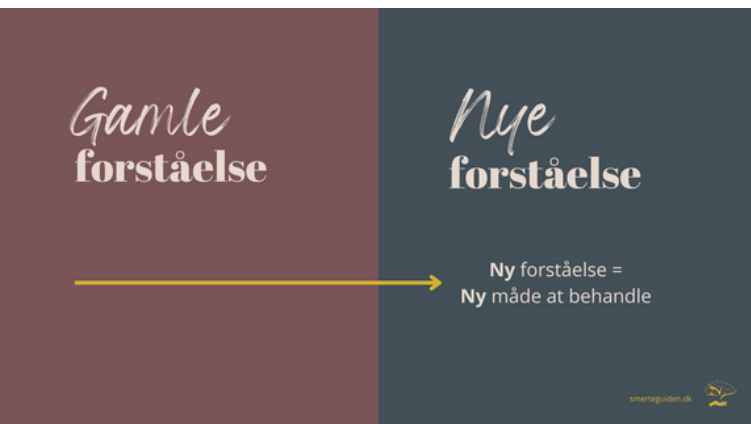 Gamle
forståelse
Nye
forståelse
Ny forståelse =
Ny måde at behandle
smerteguiden.dk